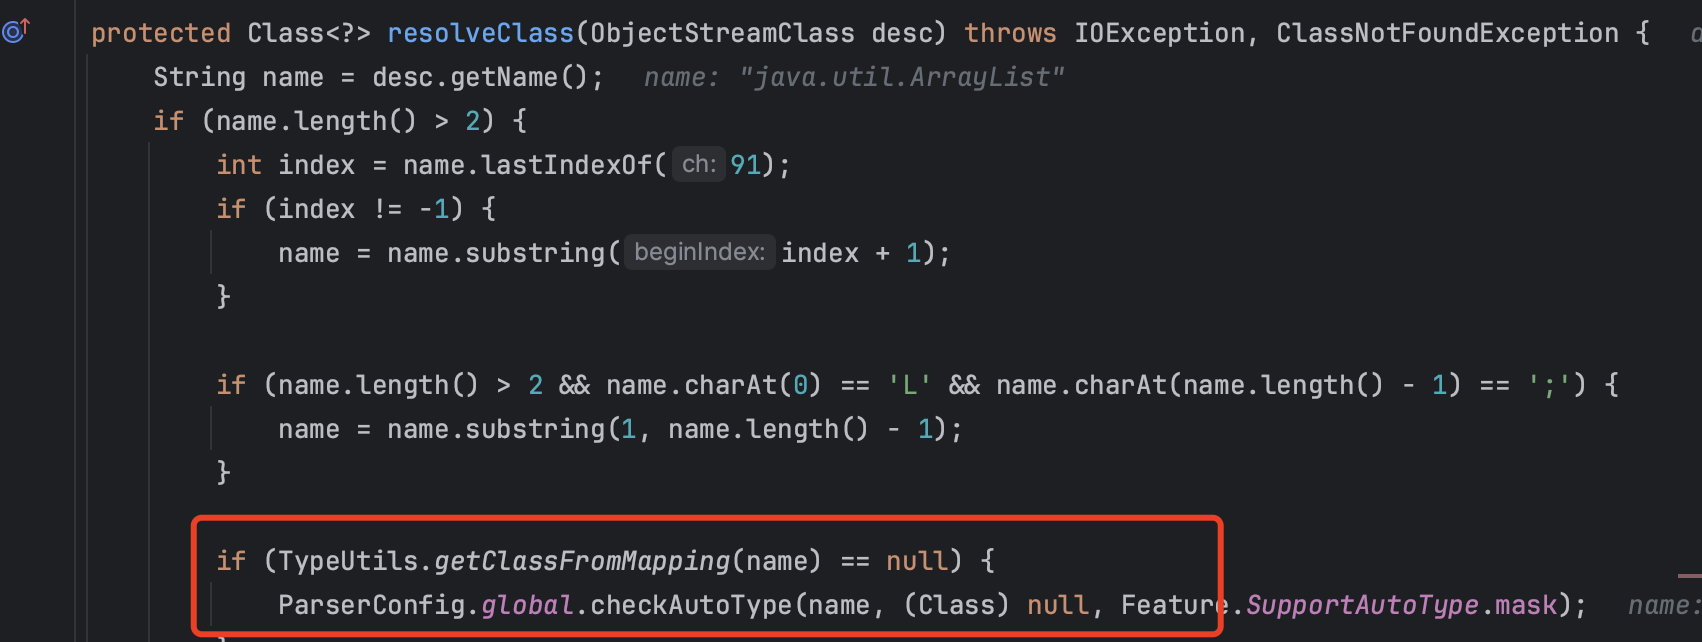 protected Class<?> resolveClass(ObjectStreamClass desc) throws IOException, ClassNotFoundException {
String name = desc.getName(); name: "java.util.ArrayList"
if (name.length() > 2) {
int index = name.lastIndexOf( ch: 91);
if (index != -1) {
name = name.substring( beginIndex: index + 1);
}
if (name.length() > 2 && name.charAt(0) == 'L' && name.charAt(name.length() - 1) == ';') {
name = name.substring(1, name.length() - 1);
}
if (TypeUtils.getClassFromMapping(name) == null) {
ParserConfig.global.checkAutoType(name, (Class) null, Feature.SupportAutoType.mask); name: